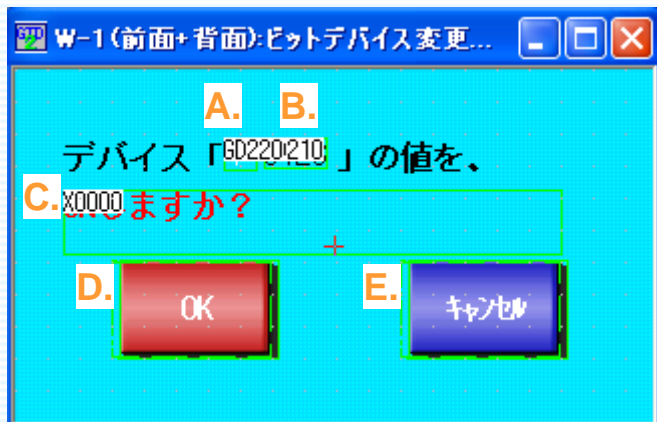 W-1(前面+背面):ビットデバイス変更...
A. B.
デバイス「GD220 210 」の値を、
C. X0000 しますか？
D. OK
E. キャンセル